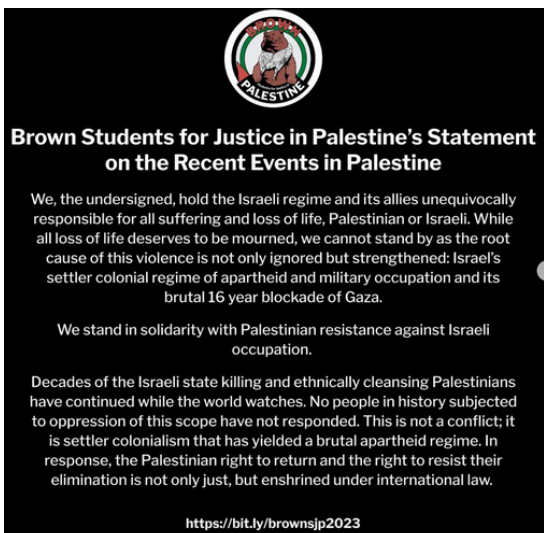 BROWN
PALESTINE
Brown Students for Justice in Palestine's Statement
on the Recent Events in Palestine
We, the undersigned, hold the Israeli regime and its allies unequivocally
responsible for all suffering and loss of life, Palestinian or Israeli. While
all loss of life deserves to be mourned, we cannot stand by as the root
cause of this violence is not only ignored but strengthened: Israel's
settler colonial regime of apartheid and military occupation and its
brutal 16 year blockade of Gaza.
We stand in solidarity with Palestinian resistance against Israeli
occupation.
Decades of the Israeli state killing and ethnically cleansing Palestinians
have continued while the world watches. No people in history subjected
to oppression of this scope have not responded. This is not a conflict; it
is settler colonialism that has yielded a brutal apartheid regime. In
response, the Palestinian right to return and the right to resist their
elimination is not only just, but enshrined under international law.
https://bit.ly/brownsjp2023